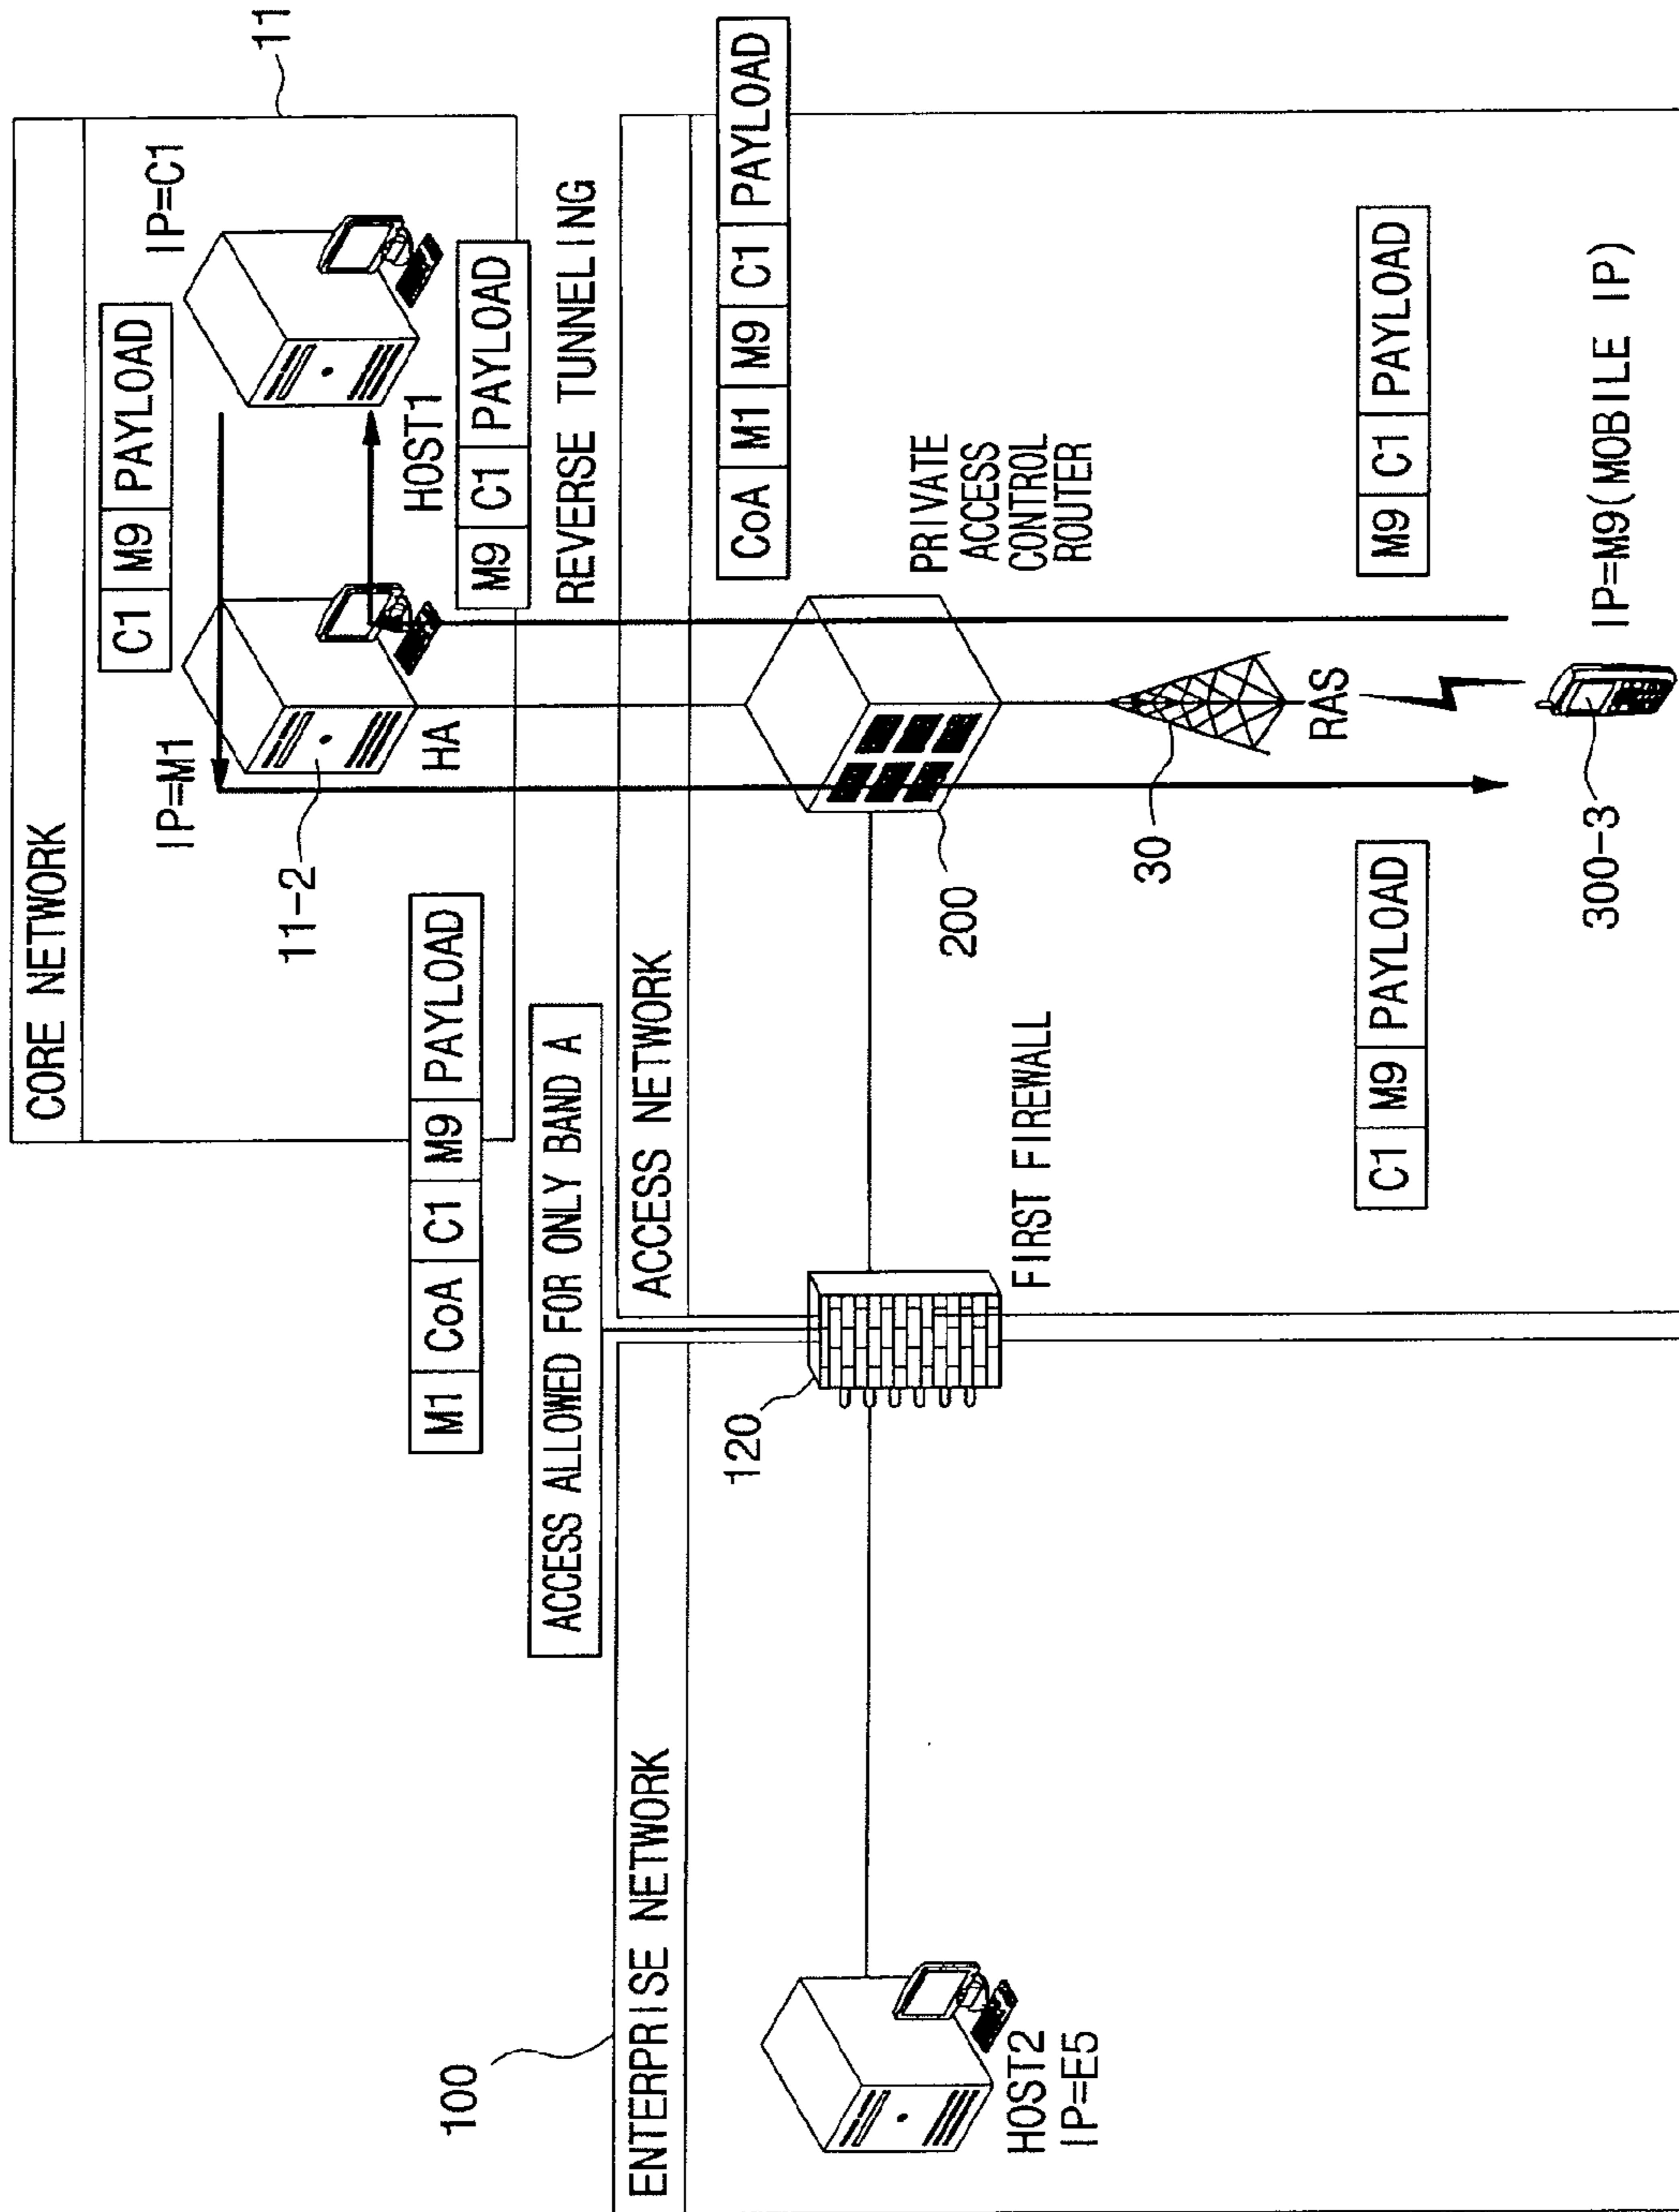 CORE NETWORK
11
IP=M1
C1 M9 PAYLOAD
IP=C1
11-2
HA
HOST1
M1 CoA C1 M9 PAYLOAD
M9 C1 PAYLOAD
ACCESS ALLOWED FOR ONLY BAND A
REVERSE TUNNELING
100
ENTERPRISE NETWORK
ACCESS NETWORK
CoA M1 M9 C1 PAYLOAD
120
200
PRIVATE
ACCESS
CONTROL
ROUTER
HOST2
IP=E5
FIRST FIREWALL
30
RAS
C1 M9 PAYLOAD
M9 C1 PAYLOAD
300-3
IP=M9(MOBILE IP)